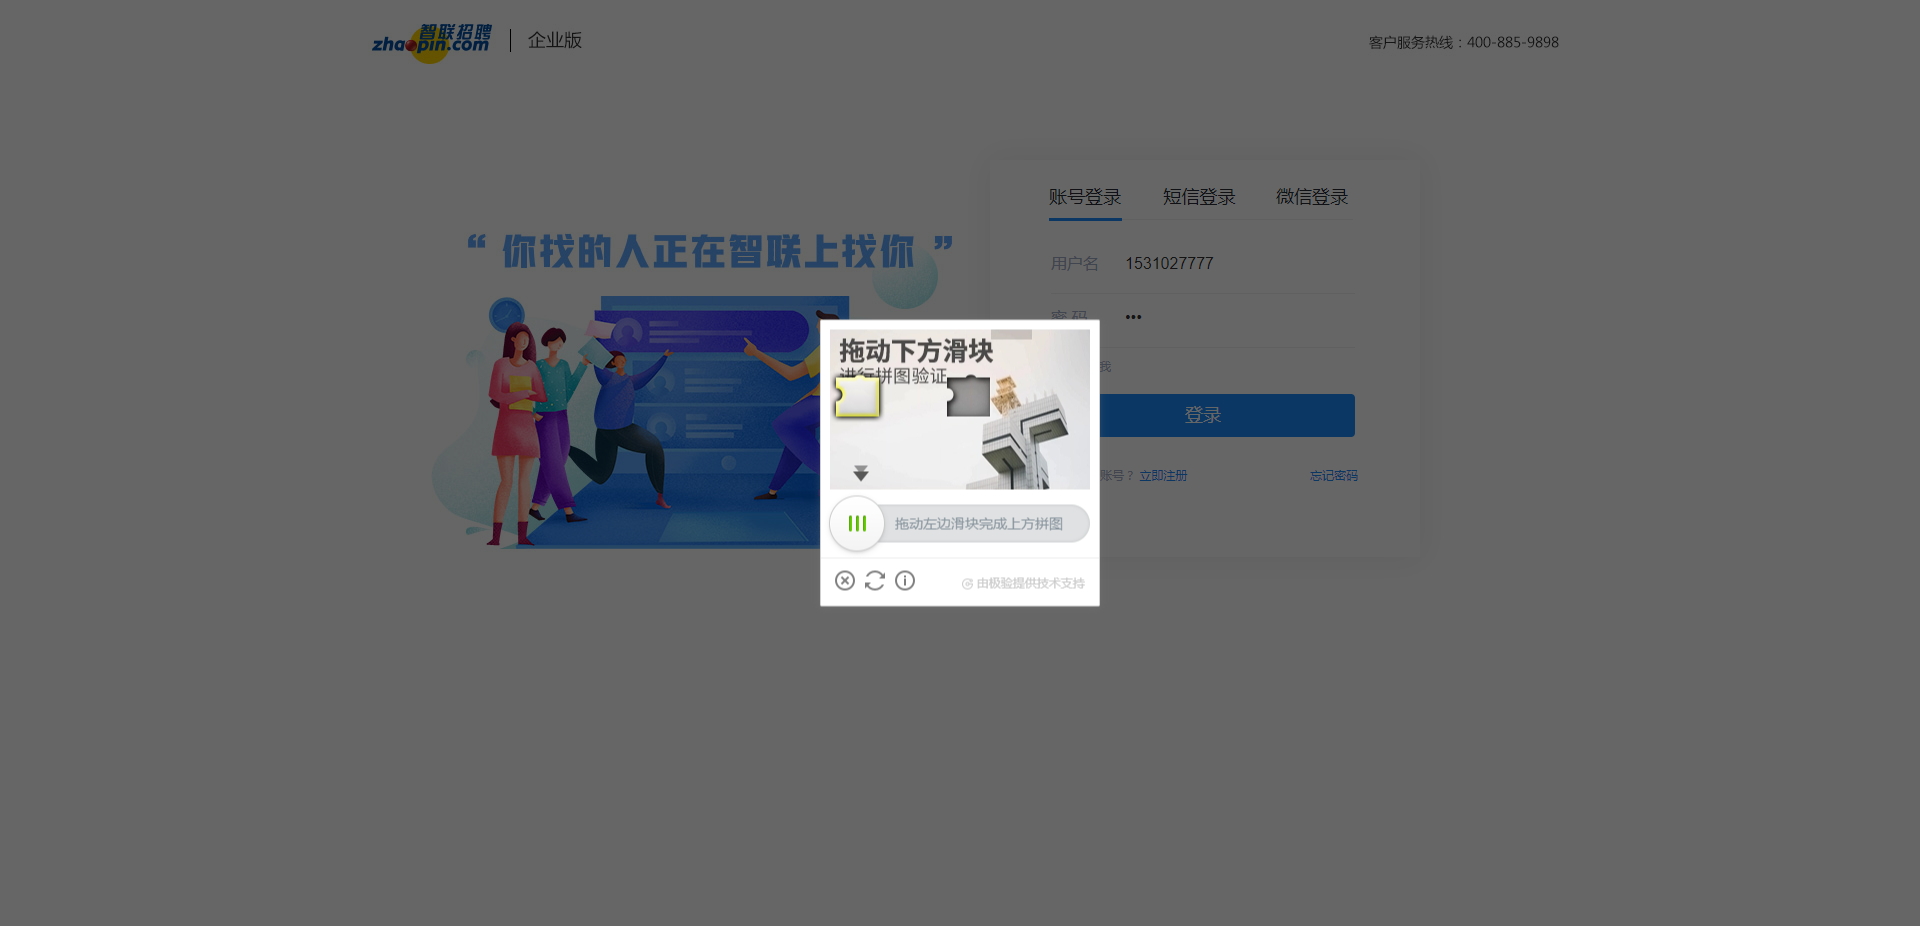 智联招聘
zhaopin.com
企业版
客户服务热线：400-885-9898
“ 你找的人正在智联上找你 ”
账号登录 短信登录 微信登录
用户名 1531027777
密 码 •••
我
登录
账号？立即注册 忘记密码
拖动下方滑块
进行拼图验证
拖动左边滑块完成上方拼图
由极验提供技术支持